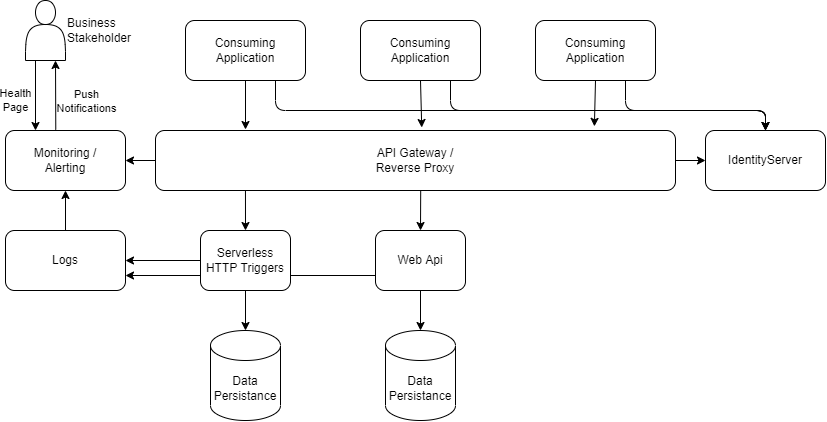 Business
Stakeholder
Consuming
Application
Consuming
Application
Consuming
Application
Health
Page
Push
Notifications
Monitoring /
Alerting
API Gateway /
Reverse Proxy
IdentityServer
Logs
Serverless
HTTP Triggers
Web Api
Data
Persistance
Data
Persistance